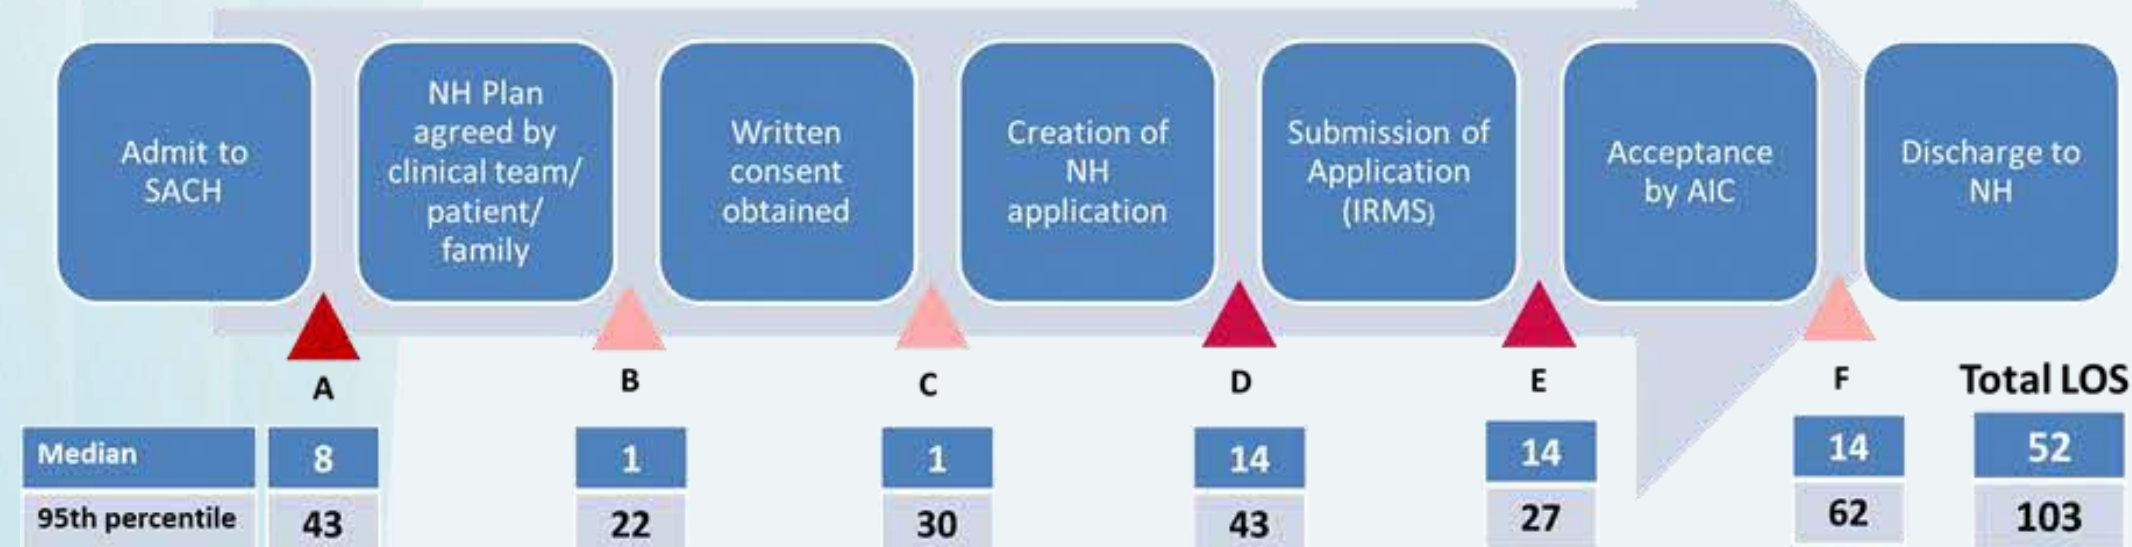 Admit to
SACH
NH Plan
agreed by
clinical team/
patient/
family
Written
consent
obtained
Creation of
NH
application
Submission of
Application
(IRMS)
Acceptance
by AIC
Discharge to
NH
A
B
C
D
E
F
Total LOS
Median
8
1
1
14
14
14
52
95th percentile
43
22
30
43
27
62
103